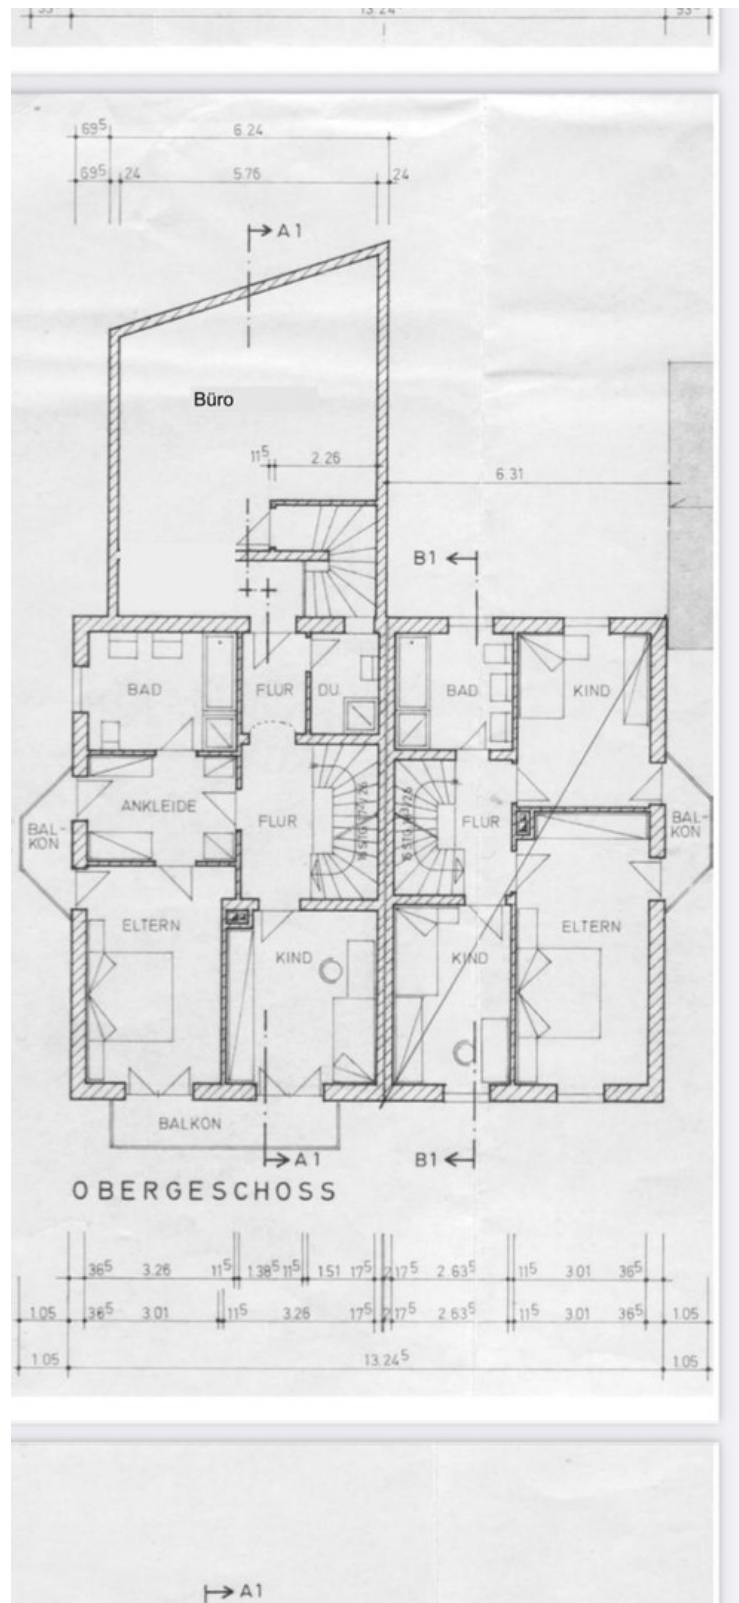 13.24
69⁵ 6.24
69⁵ 24 5.76 24
A1
Büro
11⁵ 2.26
6.31
B1
BAD FLUR DU. BAD KIND
ANKLEIDE FLUR FLUR
BAL-
KON
BAL-
KON
ELTERN KIND KIND ELTERN
BALKON
A1 B1
OBERGESCHOSS
36⁵ 3.26 11⁵ 1.38⁵ 11⁵ 1.51 17⁵ 2 17⁵ 2.63⁵ 11⁵ 3.01 36⁵
1.05 36⁵ 3.01 11⁵ 3.26 17⁵ 2 17⁵ 2.63⁵ 11⁵ 3.01 36⁵ 1.05
1.05 13.24⁵ 1.05
A1